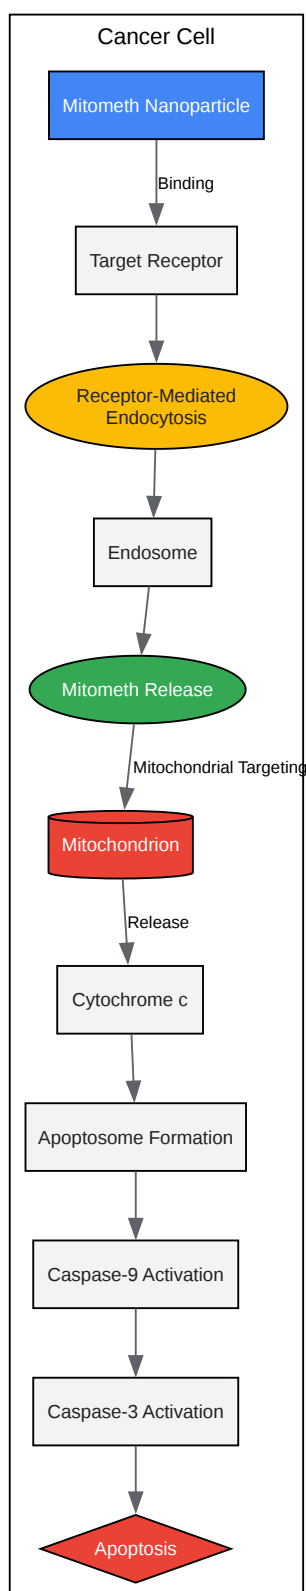 Cancer Cell
Mitometh Nanoparticle
Binding
Target Receptor
Receptor-Mediated
Endocytosis
Endosome
Mitometh Release
Mitochondrial Targeting
Mitochondrion
Release
Cytochrome c
Apoptosome Formation
Caspase-9 Activation
Caspase-3 Activation
Apoptosis